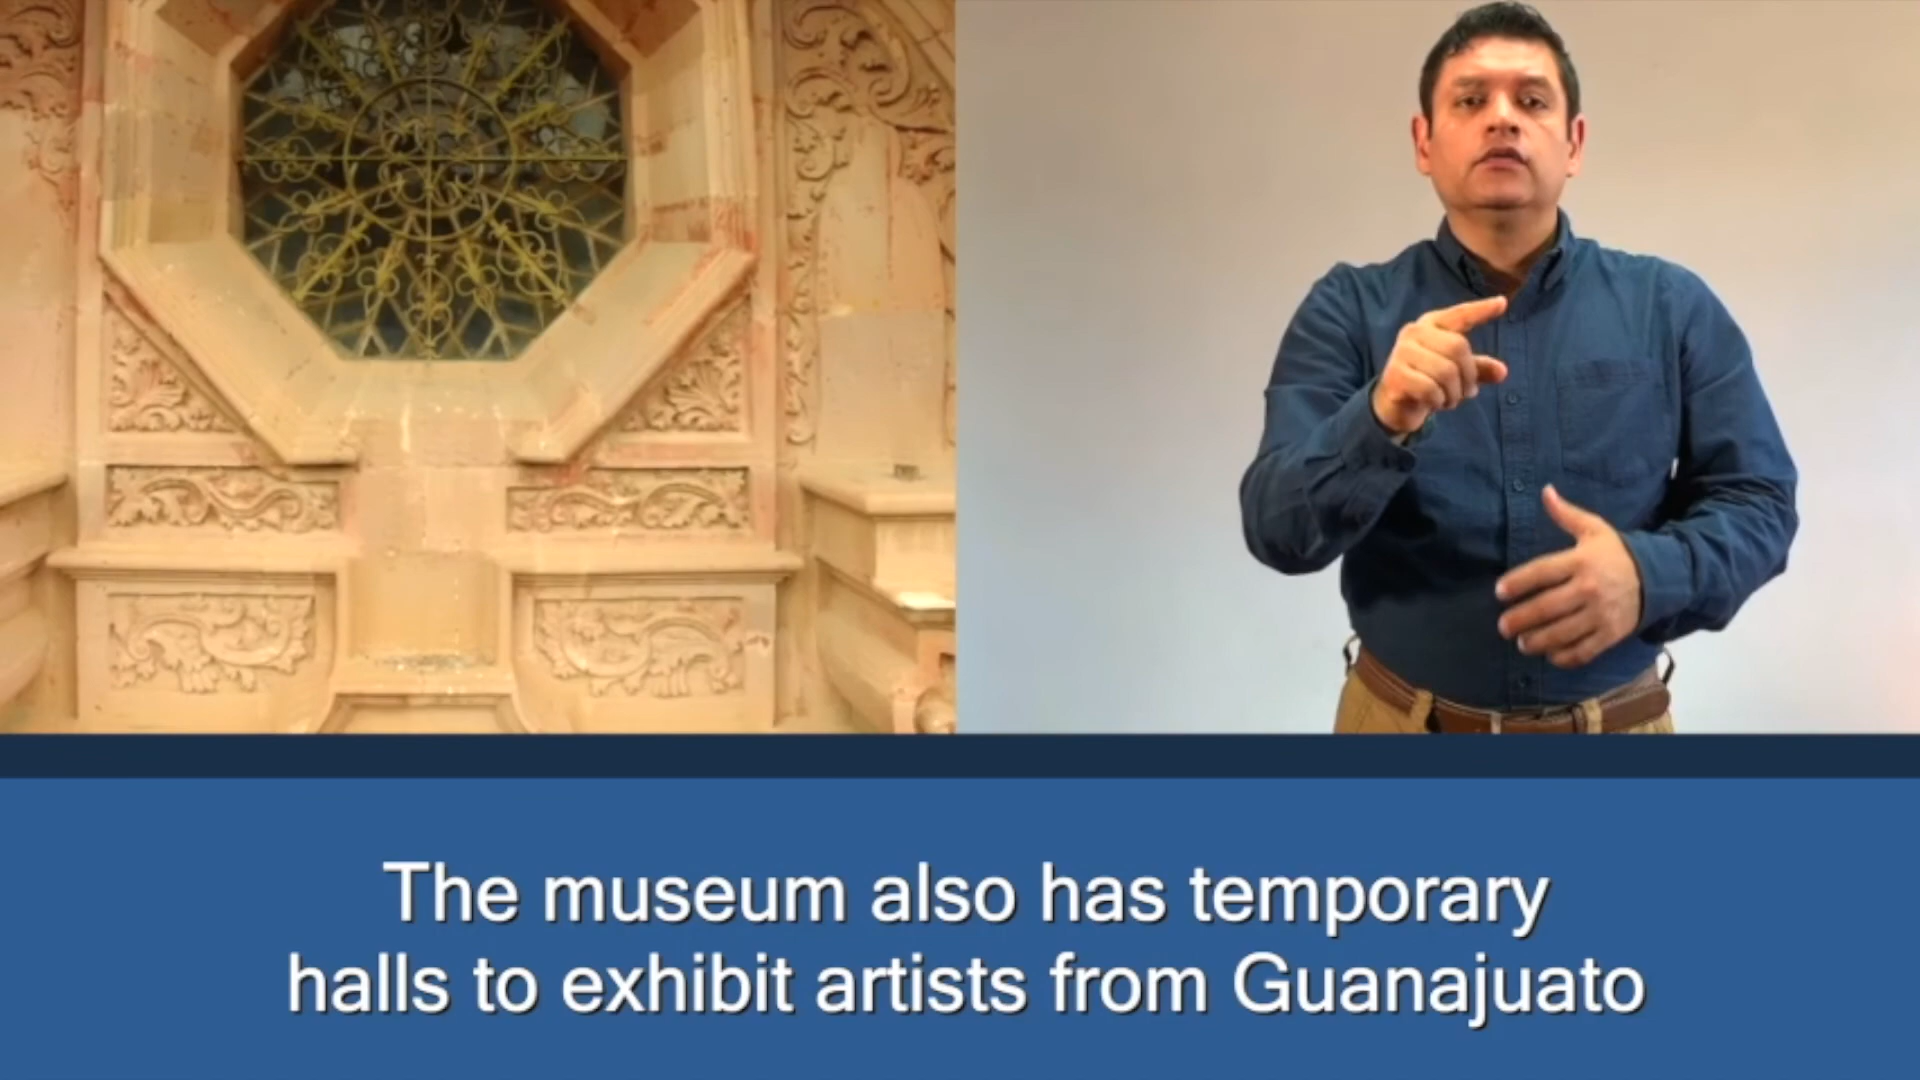 The museum also has temporary
halls to exhibit artists from Guanajuato